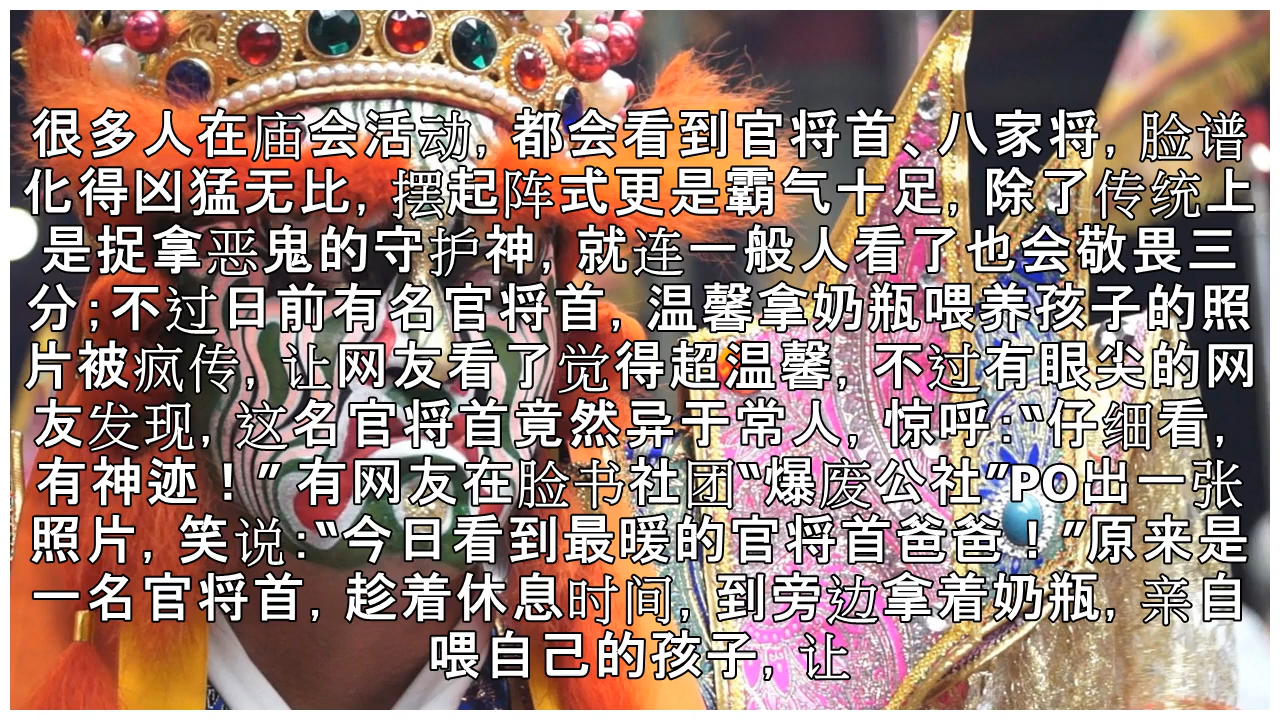 很多人在庙会活动, 都会看到官将首、八家将, 脸谱
化得凶猛无比, 摆起阵式更是霸气十足, 除了传统上
是捉拿恶鬼的守护神, 就连一般人看了也会敬畏三
分;不过日前有名官将首, 温馨拿奶瓶喂养孩子的照
片被疯传, 让网友看了觉得超温馨, 不过有眼尖的网
友发现, 这名官将首竟然异于常人, 惊呼:“仔细看,
有神迹！”有网友在脸书社团“爆废公社”PO出一张
照片, 笑说:“今日看到最暖的官将首爸爸！”原来是
一名官将首, 趁着休息时间, 到旁边拿着奶瓶, 亲自
喂自己的孩子, 让